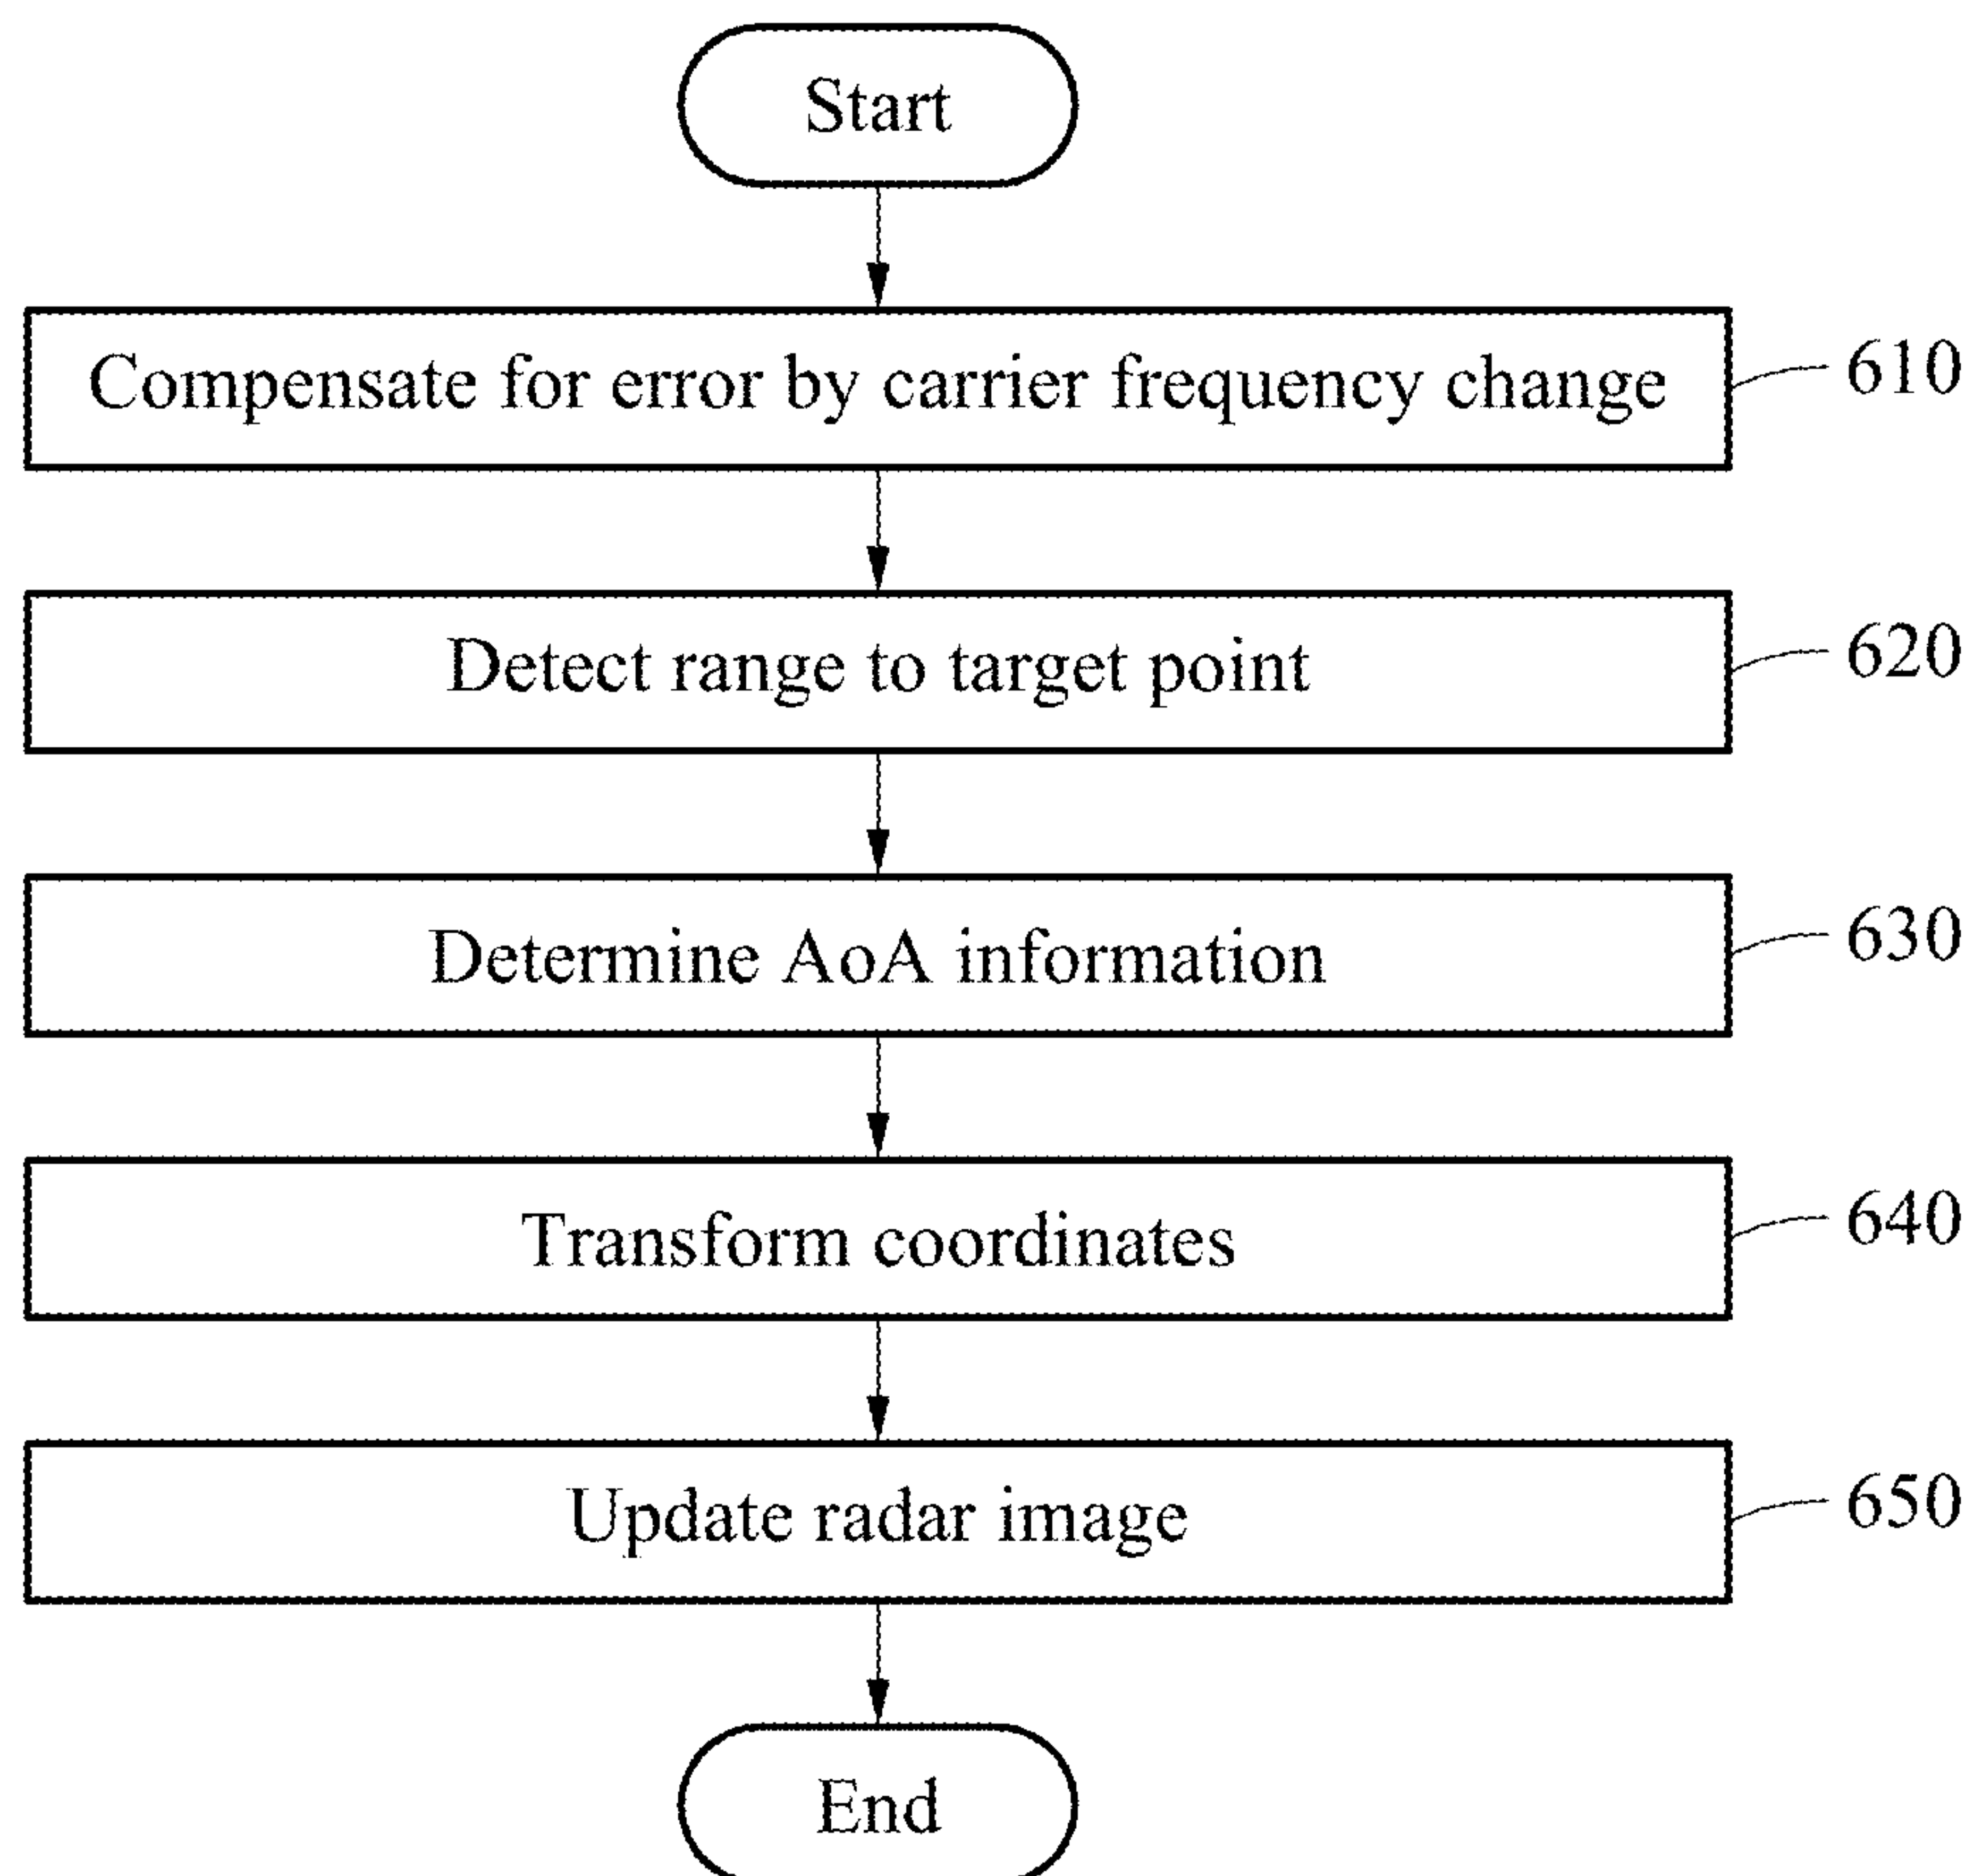 Start
Compensate for error by carrier frequency change
610
Detect range to target point
620
Determine AoA information
630
Transform coordinates
640
Update radar image
650
End